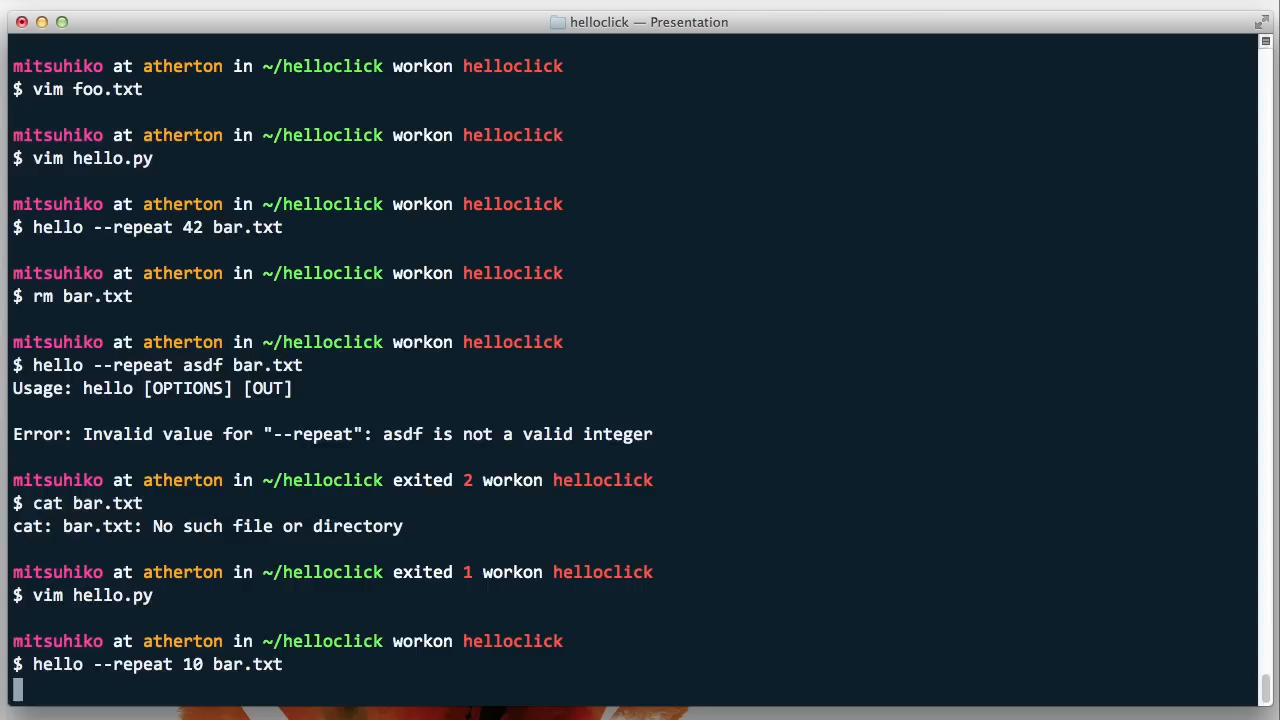 helloclick — Presentation
mitsuhiko at atherton in ~/helloclick workon helloclick
$ vim foo.txt
mitsuhiko at atherton in ~/helloclick workon helloclick
$ vim hello.py
mitsuhiko at atherton in ~/helloclick workon helloclick
$ hello --repeat 42 bar.txt
mitsuhiko at atherton in ~/helloclick workon helloclick
$ rm bar.txt
mitsuhiko at atherton in ~/helloclick workon helloclick
$ hello --repeat asdf bar.txt
Usage: hello [OPTIONS] [OUT]
Error: Invalid value for "--repeat": asdf is not a valid integer
mitsuhiko at atherton in ~/helloclick exited 2 workon helloclick
$ cat bar.txt
cat: bar.txt: No such file or directory
mitsuhiko at atherton in ~/helloclick exited 1 workon helloclick
$ vim hello.py
mitsuhiko at atherton in ~/helloclick workon helloclick
$ hello --repeat 10 bar.txt